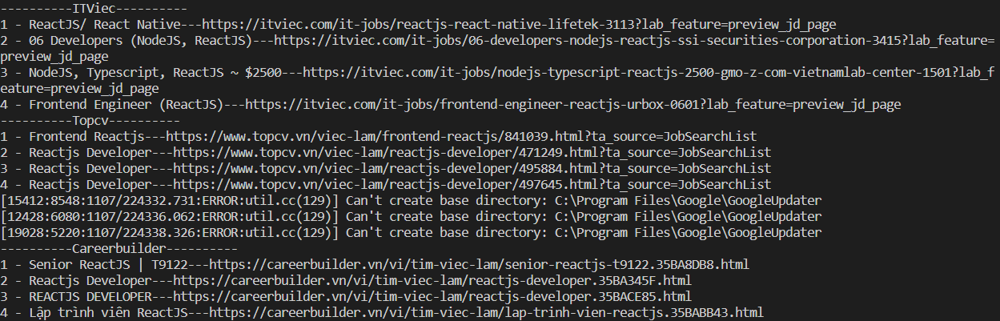 ----------ITViec----------
1 - ReactJS/ React Native---https://itviec.com/it-jobs/reactjs-react-native-lifetek-3113?lab_feature=preview_jd_page
2 - 06 Developers (NodeJS, ReactJS)---https://itviec.com/it-jobs/06-developers-nodejs-reactjs-ssi-securities-corporation-3415?lab_feature=
preview_jd_page
3 - NodeJS, Typescript, ReactJS ~ $2500---https://itviec.com/it-jobs/nodejs-typescript-reactjs-2500-gmo-z-com-vietnamlab-center-1501?lab_f
eature=preview_jd_page
4 - Frontend Engineer (ReactJS)---https://itviec.com/it-jobs/frontend-engineer-reactjs-urbox-0601?lab_feature=preview_jd_page
----------Topcv----------
1 - Frontend Reactjs---https://www.topcv.vn/viec-lam/frontend-reactjs/841039.html?ta_source=JobSearchList
2 - Reactjs Developer---https://www.topcv.vn/viec-lam/reactjs-developer/471249.html?ta_source=JobSearchList
3 - Reactjs Developer---https://www.topcv.vn/viec-lam/reactjs-developer/495884.html?ta_source=JobSearchList
4 - Reactjs Developer---https://www.topcv.vn/viec-lam/reactjs-developer/497645.html?ta_source=JobSearchList
[15412:8548:1107/224332.731:ERROR:util.cc(129)] Can't create base directory: C:\Program Files\Google\GoogleUpdater
[12428:6080:1107/224336.062:ERROR:util.cc(129)] Can't create base directory: C:\Program Files\Google\GoogleUpdater
[19028:5220:1107/224338.326:ERROR:util.cc(129)] Can't create base directory: C:\Program Files\Google\GoogleUpdater
----------Careerbuilder----------
1 - Senior ReactJS | T9122---https://careerbuilder.vn/vi/tim-viec-lam/senior-reactjs-t9122.35BA8DB8.html
2 - Reactjs Developer---https://careerbuilder.vn/vi/tim-viec-lam/reactjs-developer.35BA345F.html
3 - REACTJS DEVELOPER---https://careerbuilder.vn/vi/tim-viec-lam/reactjs-developer.35BACE85.html
4 - Lập trình viên ReactJS---https://careerbuilder.vn/vi/tim-viec-lam/lap-trinh-vien-reactjs.35BABB43.html